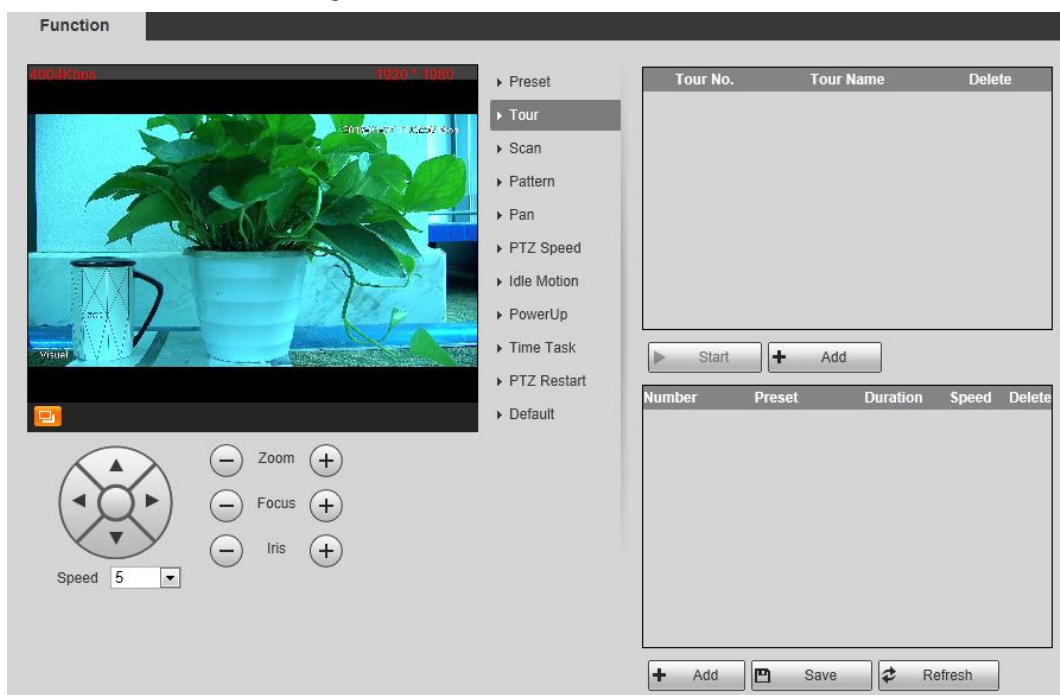 Function
4004Kbps 1920 * 1080
Visuel
Preset
Tour
Scan
Pattern
Pan
PTZ Speed
Idle Motion
PowerUp
Time Task
PTZ Restart
Default
Zoom
Focus
Iris
Speed 5
Tour No. Tour Name Delete
Start Add
Number Preset Duration Speed Delete
Add Save Refresh